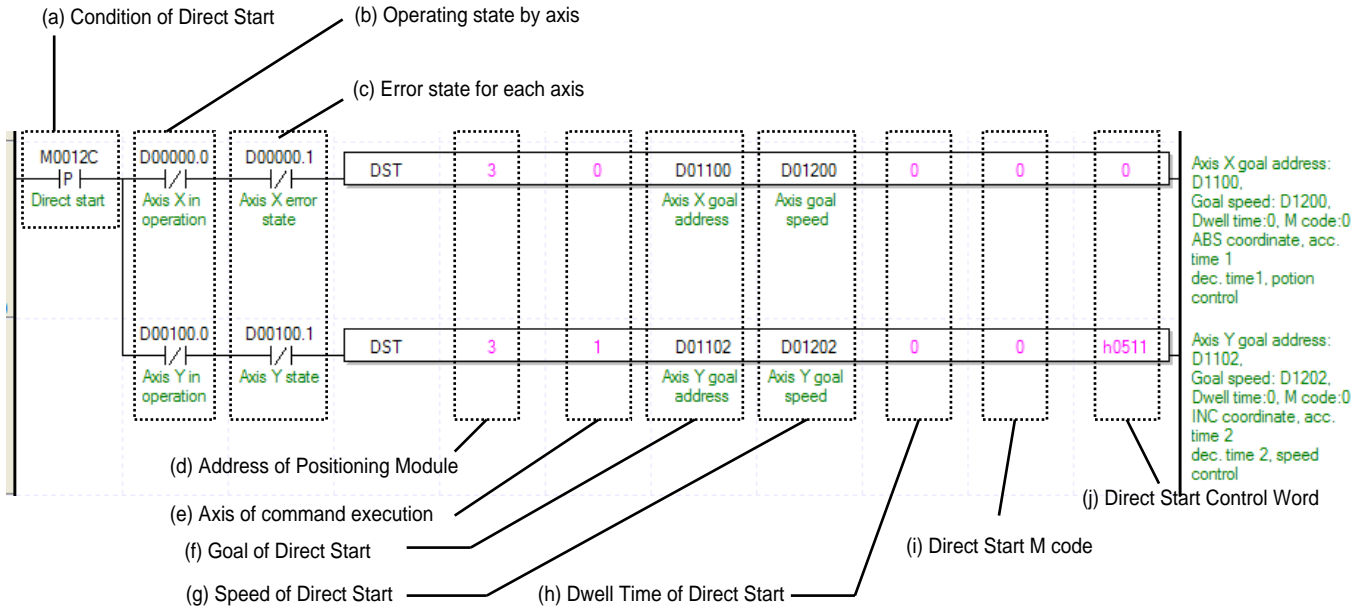 (a) Condition of Direct Start
(b) Operating state by axis
(c) Error state for each axis
M0012C
P
Direct start
D00000.0
Axis X in
operation
D00000.1
Axis X error
state
DST
3
0
D01100
Axis X goal
address
D01200
Axis goal
speed
0
0
0
Axis X goal address:
D1100,
Goal speed: D1200,
Dwell time:0, M code:0
ABS coordinate, acc.
time 1
dec. time1, potion
control
D00100.0
Axis Y in
operation
D00100.1
Axis Y state
DST
3
1
D01102
Axis Y goal
address
D01202
Axis Y goal
speed
0
0
h0511
Axis Y goal address:
D1102,
Goal speed: D1202,
Dwell time:0, M code:0
INC coordinate, acc.
time 2
dec. time 2, speed
control
(d) Address of Positioning Module
(e) Axis of command execution
(f) Goal of Direct Start
(g) Speed of Direct Start
(h) Dwell Time of Direct Start
(i) Direct Start M code
(j) Direct Start Control Word